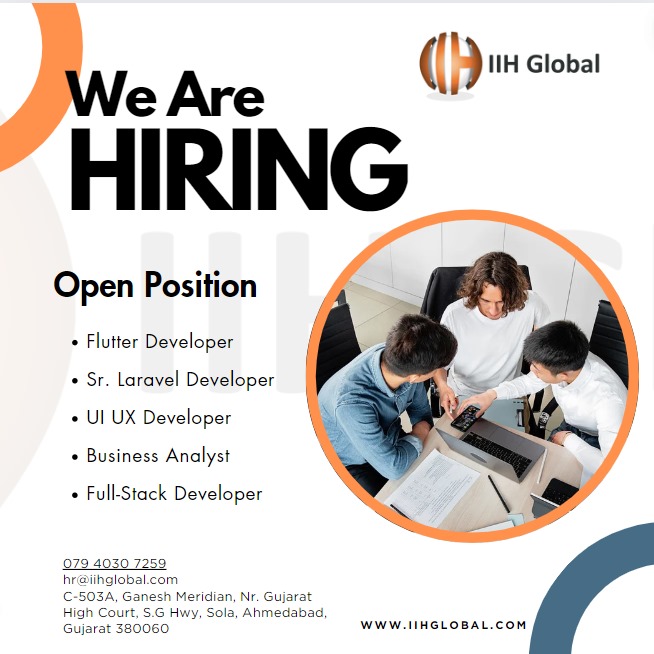 IIH Global
We Are
HIRING
Open Position
• Flutter Developer
• Sr. Laravel Developer
• UI UX Developer
• Business Analyst
• Full-Stack Developer
079 4030 7259
hr@iihglobal.com
C-503A, Ganesh Meridian, Nr. Gujarat
High Court, S.G Hwy, Sola, Ahmedabad,
Gujarat 380060
WWW.IIHGLOBAL.COM